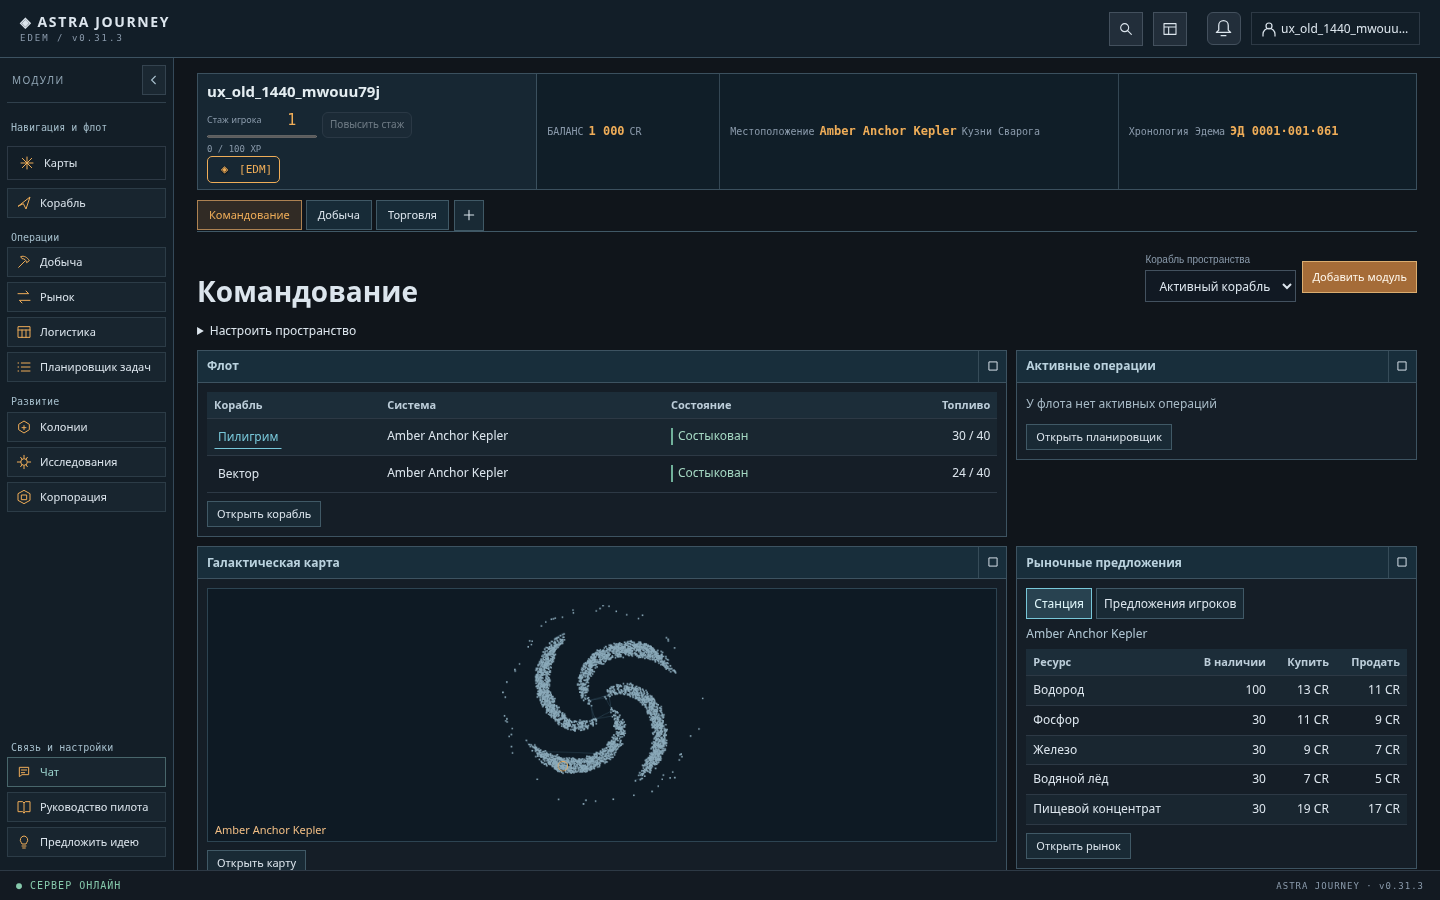 ◈ ASTRA JOURNEY
EDEM / v0.31.3
ux_old_1440_mwouu...
МОДУЛИ
Навигация и флот
Карты
Корабль
Операции
Добыча
Рынок
Логистика
Планировщик задач
Развитие
Колонии
Исследования
Корпорация
Связь и настройки
Чат
Руководство пилота
Предложить идею
ux_old_1440_mwouu79j
Стаж игрока 1 Повысить стаж
0 / 100 XP
◈ [EDM]
БАЛАНС 1 000 CR
Местоположение Amber Anchor Kepler Кузни Сварога
Хронология Эдема ЭД 0001·001·061
Командование Добыча Торговля +
Командование
Корабль пространства
Активный корабль
Добавить модуль
▶ Настроить пространство
Флот
Корабль Система Состояние Топливо
Пилигрим Amber Anchor Kepler Состыкован 30 / 40
Вектор Amber Anchor Kepler Состыкован 24 / 40
Открыть корабль
Активные операции
У флота нет активных операций
Открыть планировщик
Галактическая карта
Amber Anchor Kepler
Открыть карту
Рыночные предложения
Станция Предложения игроков
Amber Anchor Kepler
Ресурс В наличии Купить Продать
Водород 100 13 CR 11 CR
Фосфор 30 11 CR 9 CR
Железо 30 9 CR 7 CR
Водяной лёд 30 7 CR 5 CR
Пищевой концентрат 30 19 CR 17 CR
Открыть рынок
● СЕРВЕР ОНЛАЙН
ASTRA JOURNEY · v0.31.3